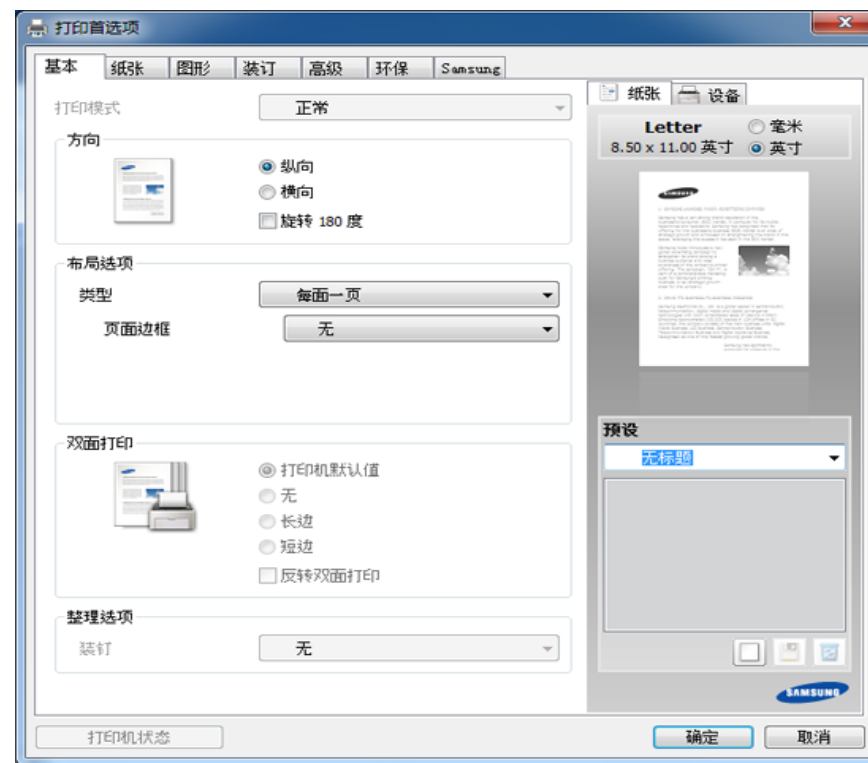 打印首选项
基本 纸张 图形 装订 高级 环保 Samsung
打印模式 正常
方向
纵向
横向
旋转 180 度
布局选项
类型 每面一页
页面边框 无
双面打印
打印机默认值
无
长边
短边
反转双面打印
整理选项
装订 无
打印机状态
纸张 设备
Letter 毫米
8.50 x 11.00 英寸 英寸
SAMSUNG
预设
无标题
SAMSUNG
确定 取消